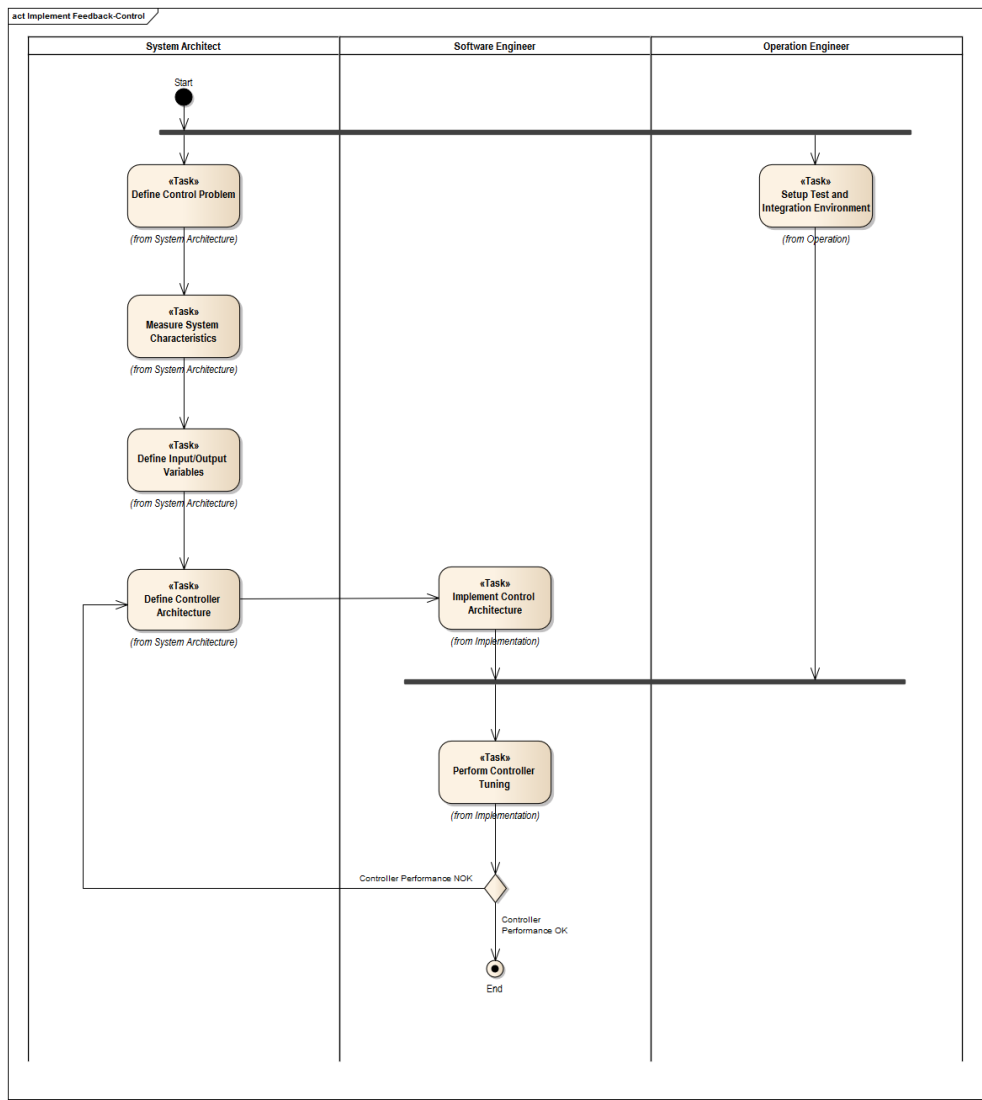 act Implement Feedback-Control
System Architect
Software Engineer
Operation Engineer
Start
«Task»
Define Control Problem
(from System Architecture)
«Task»
Setup Test and
Integration Environment
(from Operation)
«Task»
Measure System
Characteristics
(from System Architecture)
«Task»
Define Input/Output
Variables
(from System Architecture)
«Task»
Define Controller
Architecture
(from System Architecture)
«Task»
Implement Control
Architecture
(from Implementation)
«Task»
Perform Controller
Tuning
(from Implementation)
Controller Performance NOK
Controller
Performance OK
End